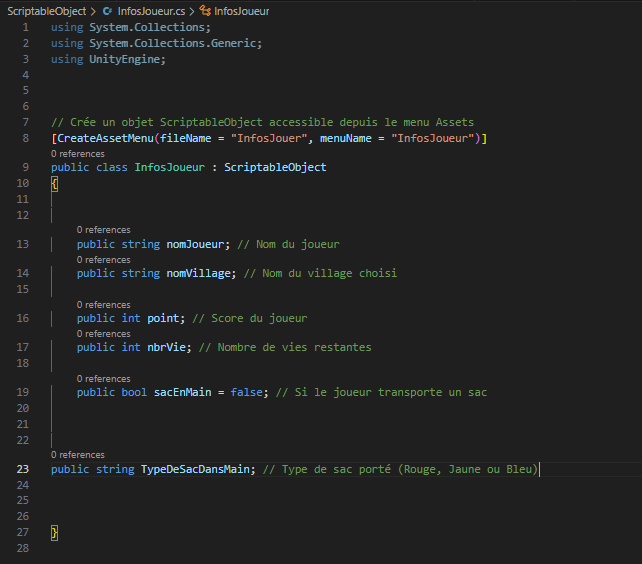 ScriptableObject > InfosJoueur.cs > InfosJoueur
1 using System.Collections;
2 using System.Collections.Generic;
3 using UnityEngine;
4
5
6
7 // Crée un objet ScriptableObject accessible depuis le menu Assets
8 [CreateAssetMenu(fileName = "InfosJouer", menuName = "InfosJoueur")]
0 references
9 public class InfosJoueur : ScriptableObject
10 {
11
12
0 references
13 public string nomJoueur; // Nom du joueur
0 references
14 public string nomVillage; // Nom du village choisi
15
0 references
16 public int point; // Score du joueur
0 references
17 public int nbrVie; // Nombre de vies restantes
18
0 references
19 public bool sacEnMain = false; // Si le joueur transporte un sac
20
21
22
0 references
23 public string TypeDeSacDansMain; // Type de sac porté (Rouge, Jaune ou Bleu)
24
25
26
27 }
28